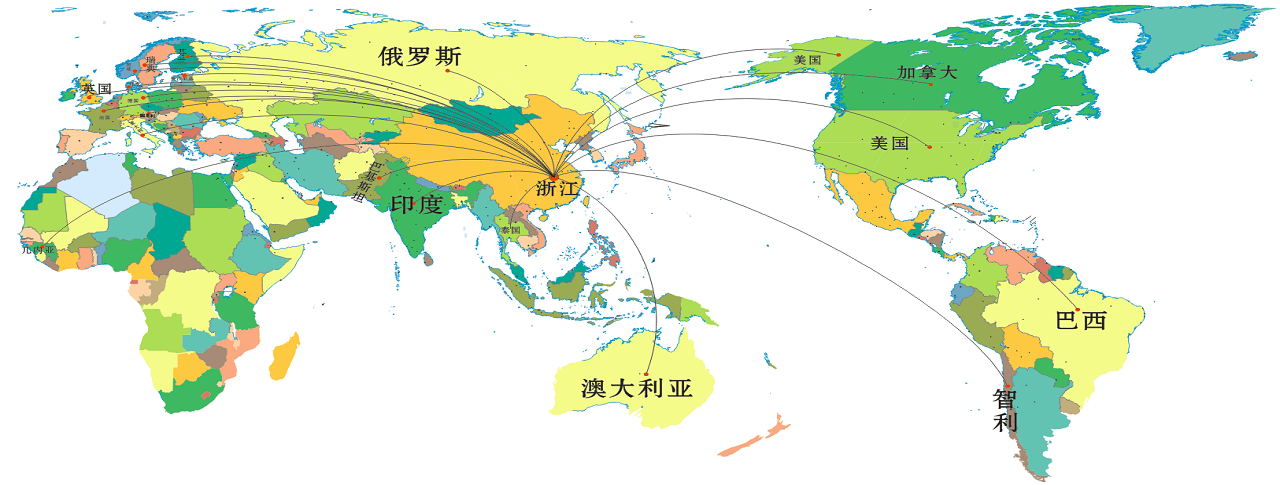 俄罗斯
美国
加拿大
瑞典
英国
德国
法国
美国
巴基斯坦
浙江
印度
泰国
几内亚
巴西
澳大利亚
智利